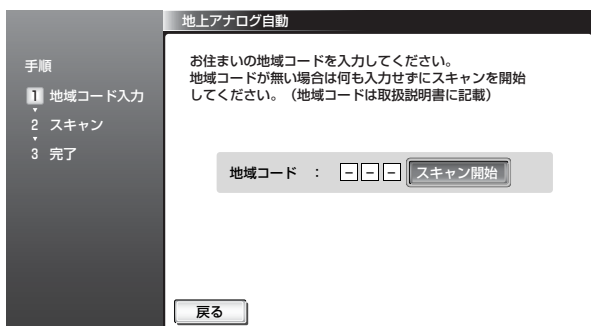 地上アナログ自動
手順
1 地域コード入力
2 スキャン
3 完了
お住まいの地域コードを入力してください。
地域コードが無い場合は何も入力せずにスキャンを開始
してください。（地域コードは取扱説明書に記載）
地域コード ： － － － スキャン開始
戻る